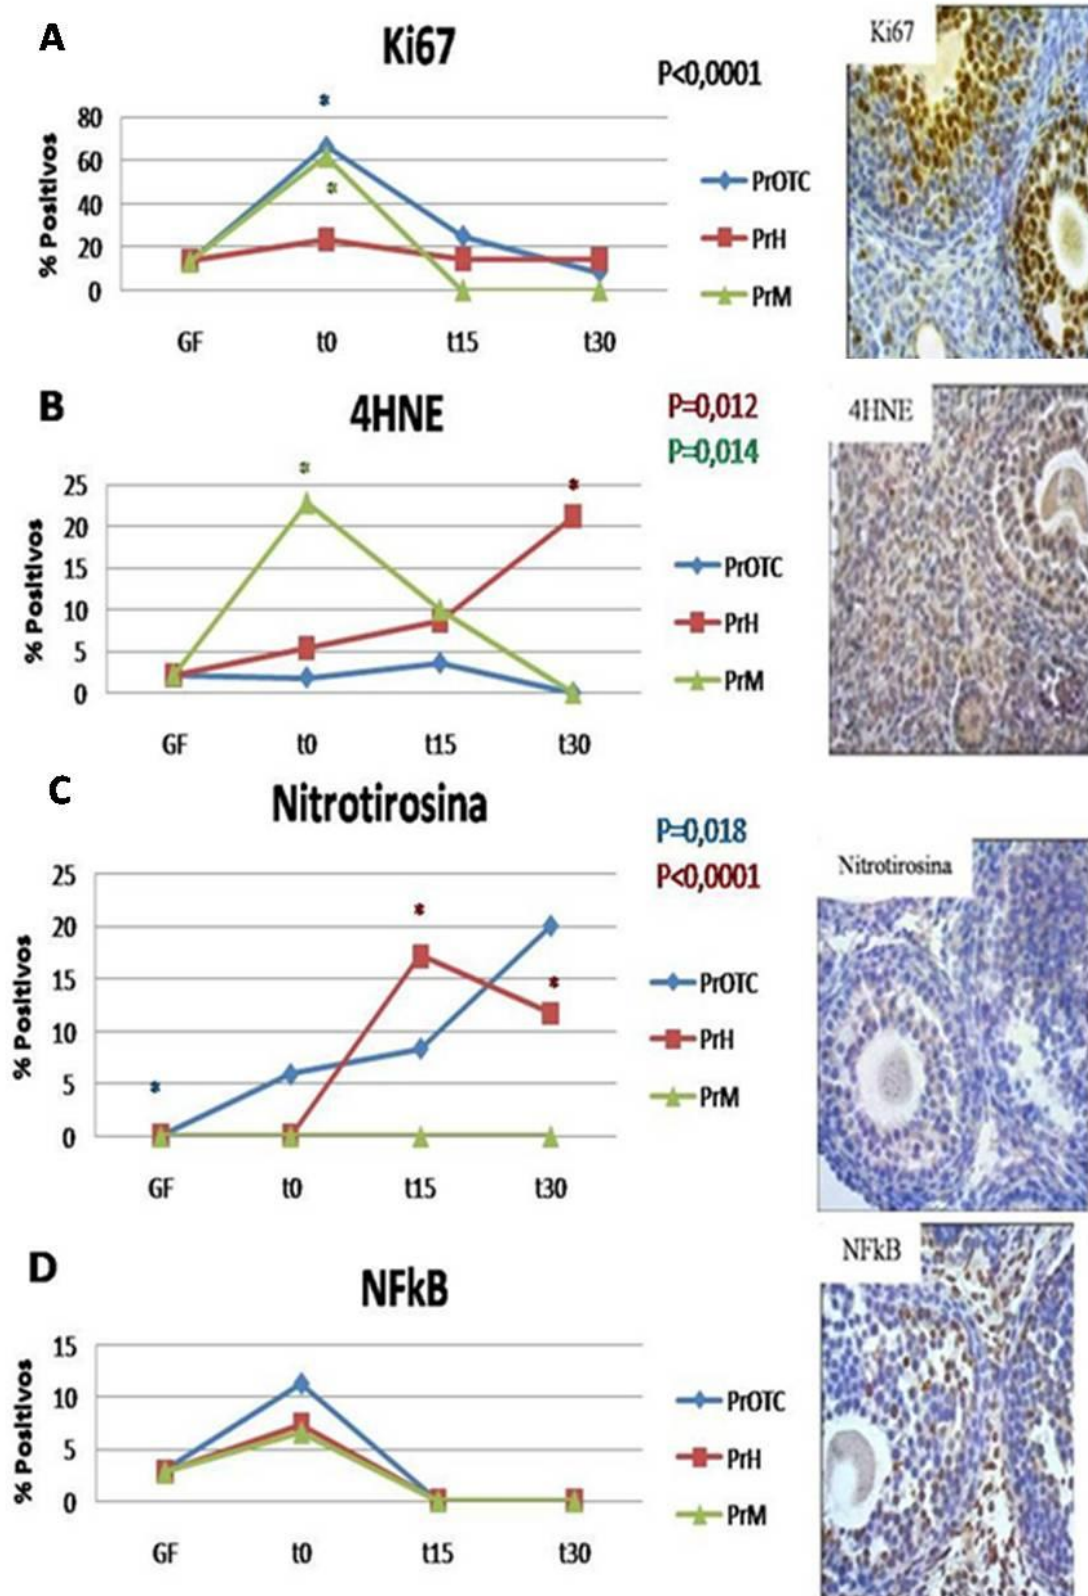 A
Ki67
P<0,0001
Ki67
% Positivos
80
60
40
20
0
*
*
GF t0 t15 t30
PrOTC
PrH
PrM
B
4HNE
P=0,012
P=0,014
4HNE
% Positivos
25
20
15
10
5
0
*
*
GF t0 t15 t30
PrOTC
PrH
PrM
C
Nitrotirosina
P=0,018
P<0,0001
Nitrotirosina
% Positivos
25
20
15
10
5
0
*
*
*
GF t0 t15 t30
PrOTC
PrH
PrM
D
NFkB
NFkB
% Positivos
15
10
5
0
GF t0 t15 t30
PrOTC
PrH
PrM